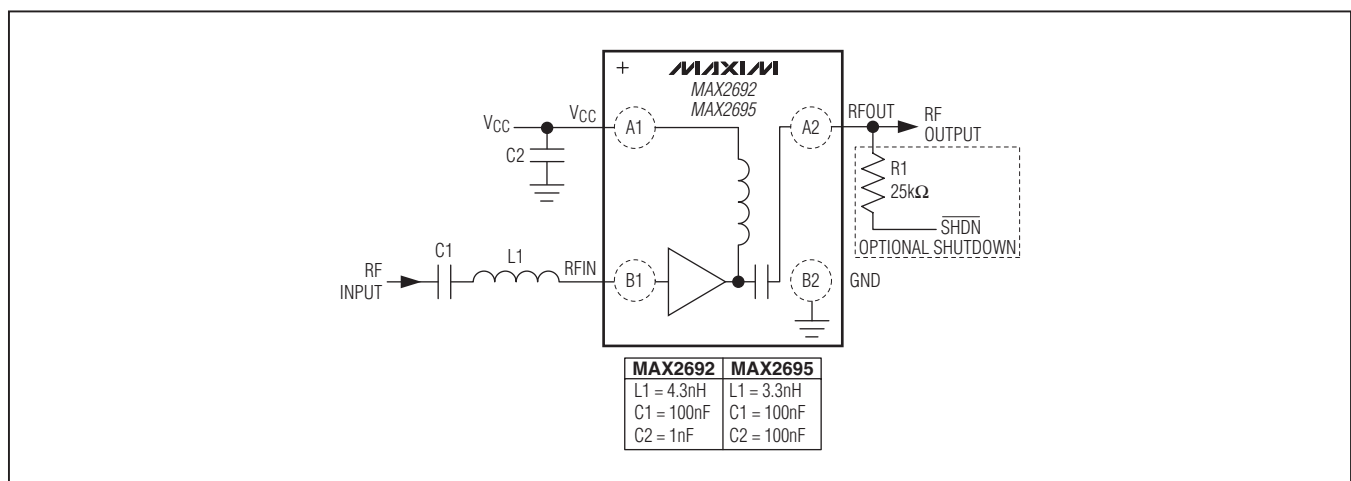 +
MAXIM
MAX2692
MAX2695
VCC
VCC
A1
C2
A2
RFOUT
RF
OUTPUT
R1
25kΩ
SHDN
OPTIONAL SHUTDOWN
C1
L1
RFIN
RF
INPUT
B1
B2
GND
MAX2692 MAX2695
L1 = 4.3nH L1 = 3.3nH
C1 = 100nF C1 = 100nF
C2 = 1nF C2 = 100nF